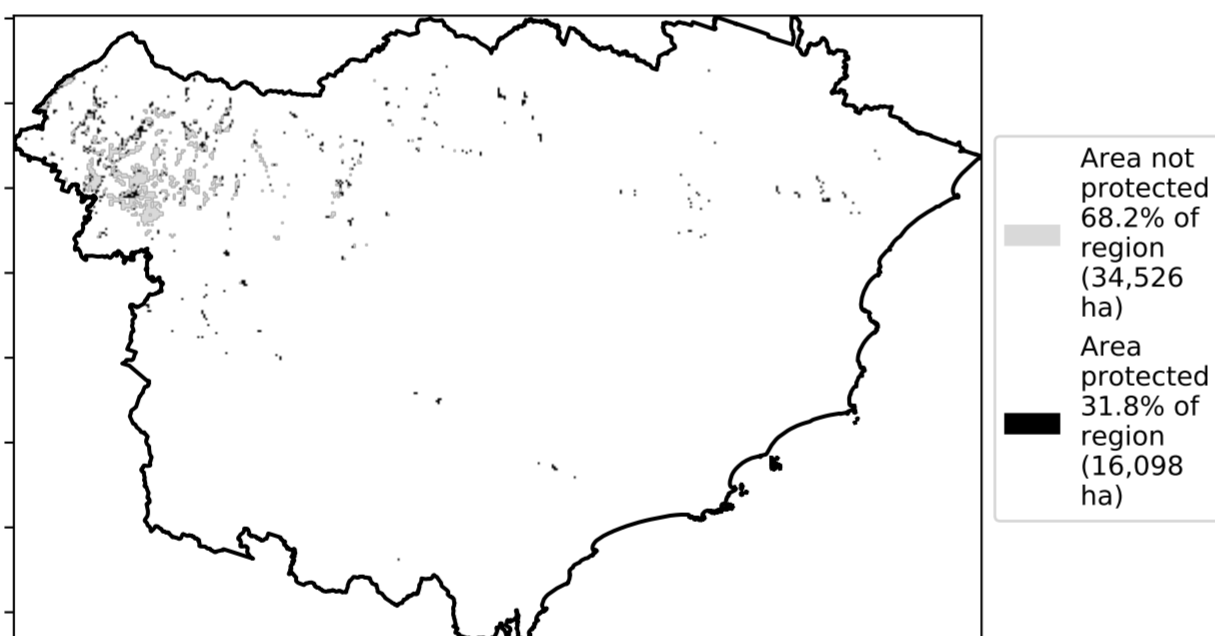 Area not
protected
68.2% of
region
(34,526
ha)
Area
protected
31.8% of
region
(16,098
ha)